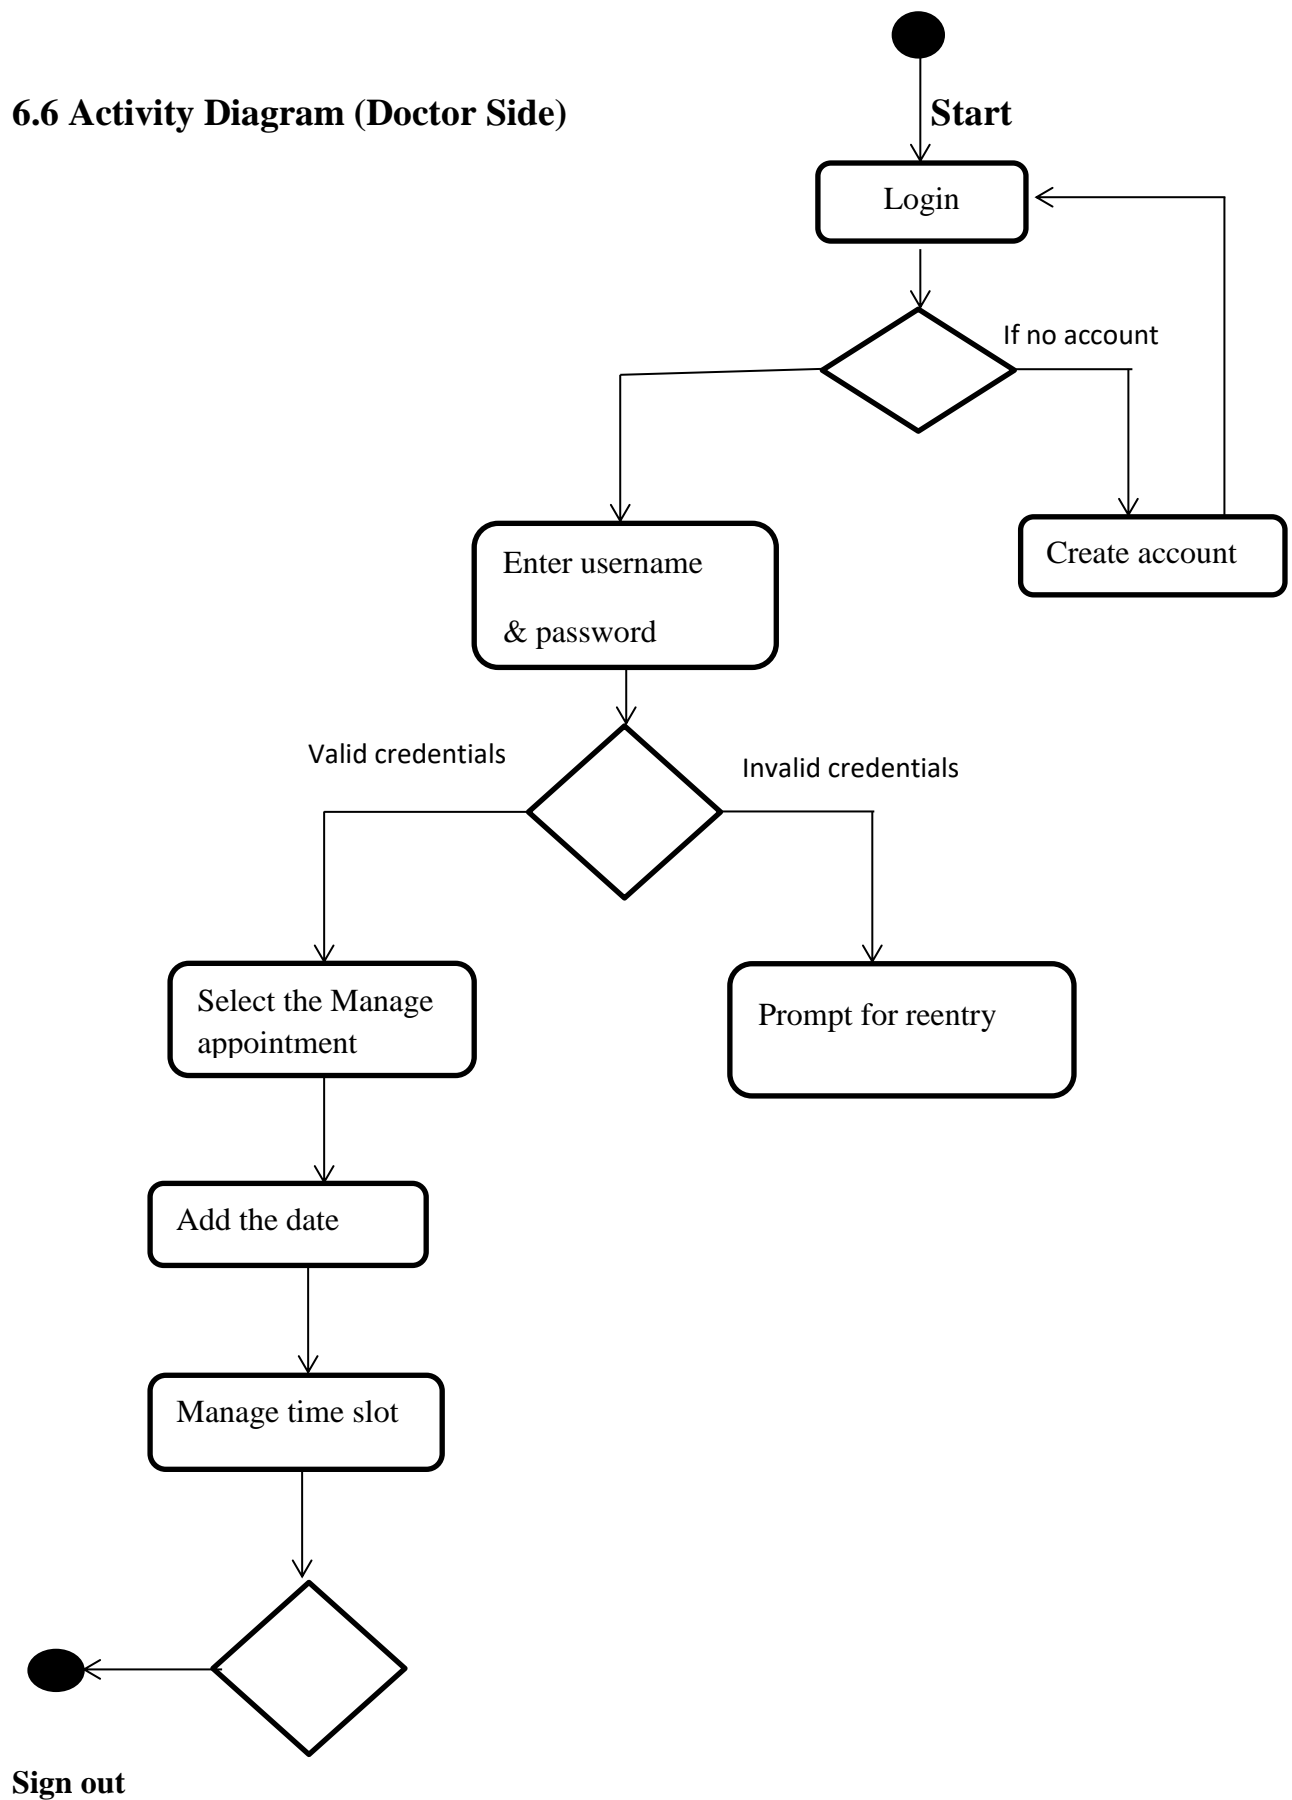 6.6 Activity Diagram (Doctor Side)
Start
Login
If no account
Create account
Enter username
& password
Valid credentials
Invalid credentials
Select the Manage
appointment
Prompt for reentry
Add the date
Manage time slot
Sign out